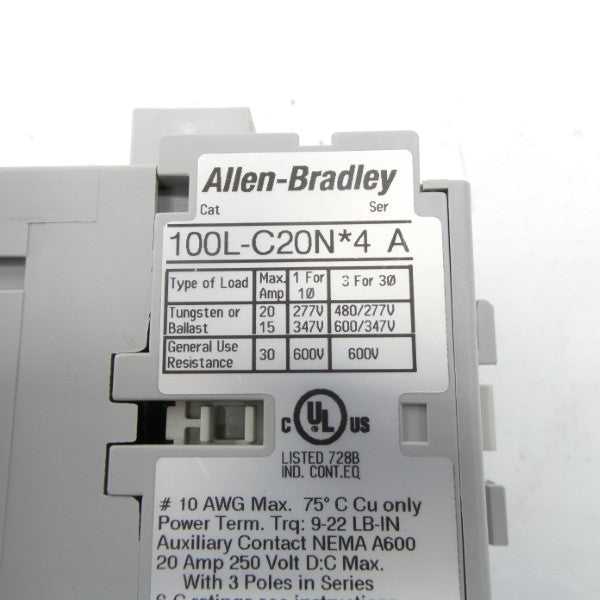 Allen-Bradley
Cat Ser
100L-C20N*4 A
Type of Load Max. Amp 1 For 1Ø 3 For 3Ø
Tungsten or 20 277V 480/277V
Ballast 15 347V 600/347V
General Use Resistance 30 600V 600V
C UL ® US
LISTED 728B
IND. CONT.EQ
# 10 AWG Max. 75° C Cu only
Power Term. Trq: 9-22 LB-IN
Auxiliary Contact NEMA A600
20 Amp 250 Volt D:C Max.
With 3 Poles in Series
ratings see instructions